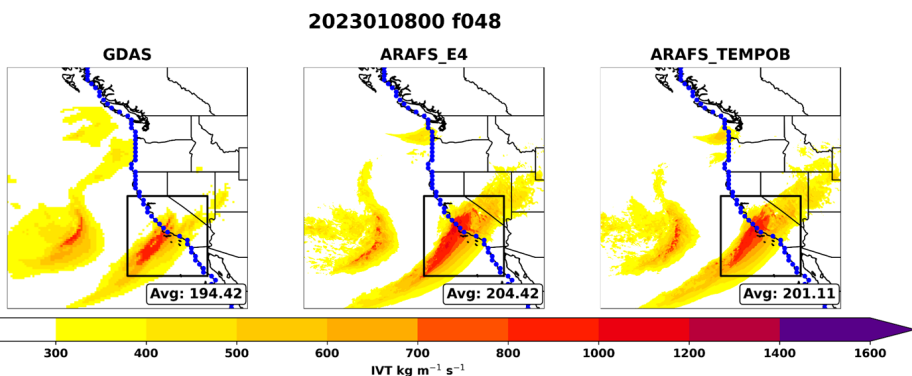 2023010800 f048
GDAS ARAFS_E4 ARAFS_TEMPOB
Avg: 194.42 Avg: 204.42 Avg: 201.11
300 400 500 600 700 800 1000 1200 1400 1600
IVT kg m⁻¹ s⁻¹